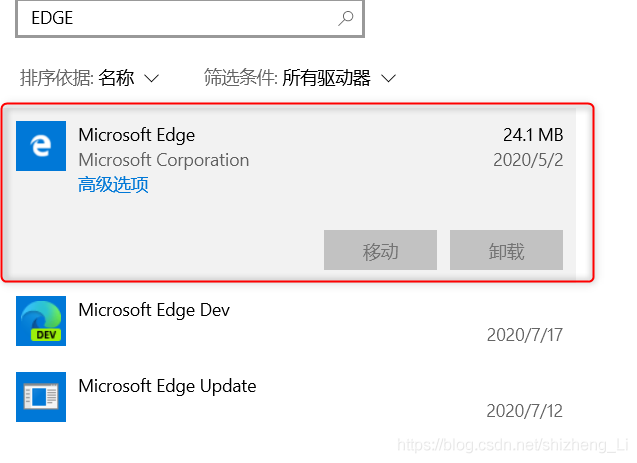 EDGE
排序依据: 名称 筛选条件: 所有驱动器
Microsoft Edge 24.1 MB
Microsoft Corporation 2020/5/2
高级选项
移动 卸载
Microsoft Edge Dev
DEV 2020/7/17
Microsoft Edge Update
2020/7/12
https://blog.csdn.net/shizheng_Li